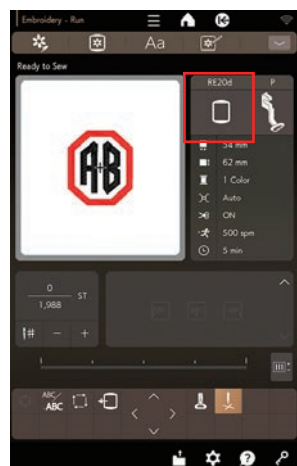 Embroidery - Run
Aa
Ready to Sew
RE20d P
A+B
54 mm
62 mm
1 Color
Auto
ON
500 spm
5 min
0
1,988 ST
# - +
ABC
ABC